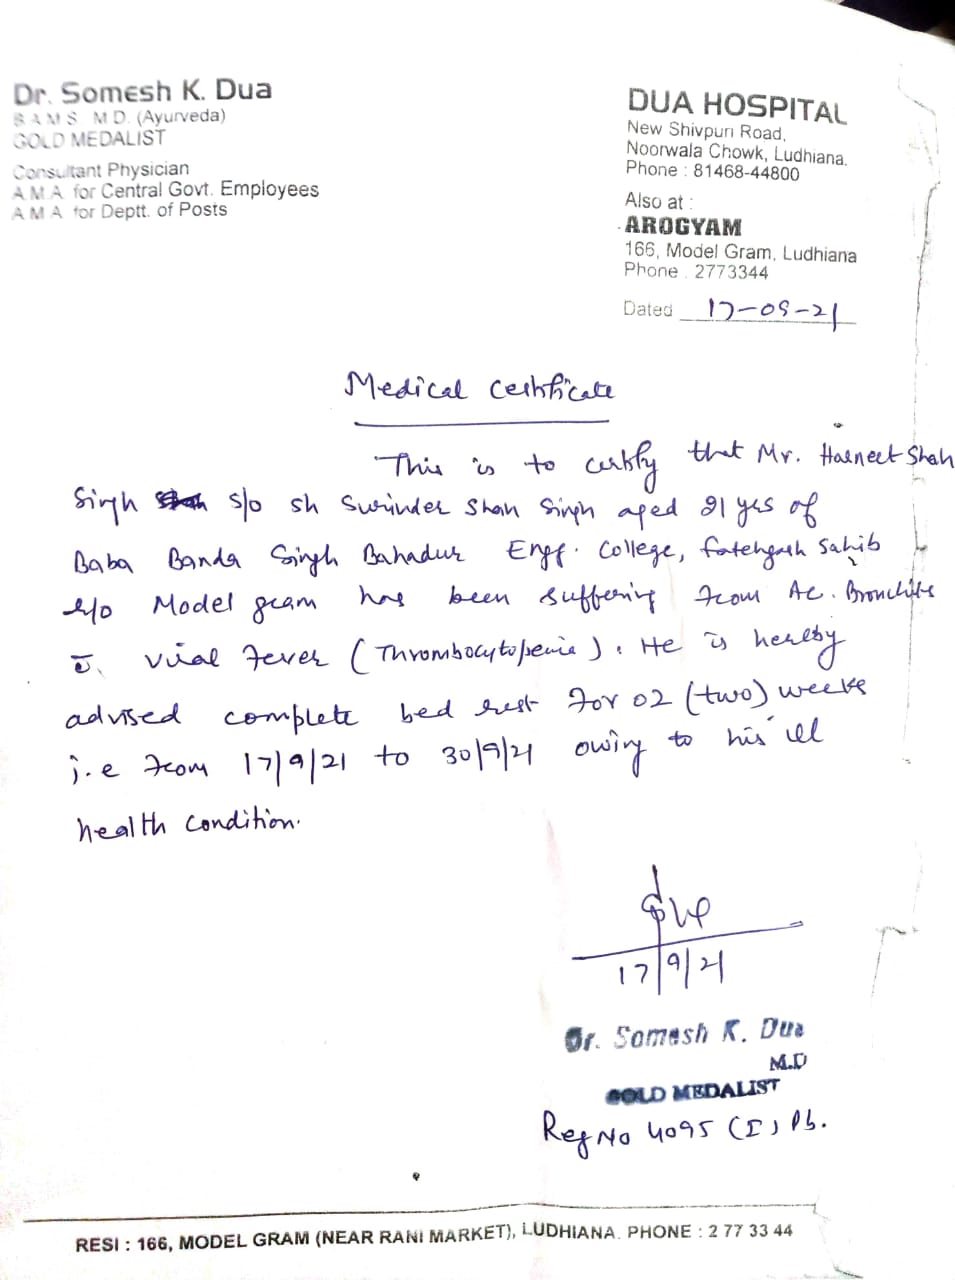 Dr. Somesh K. Dua
B A M S M D. (Ayurveda)
GOLD MEDALIST
Consultant Physician
A M A for Central Govt. Employees
A M A for Deptt. of Posts
DUA HOSPITAL
New Shivpuri Road,
Noorwala Chowk, Ludhiana.
Phone : 81468-44800
Also at :
AROGYAM
166, Model Gram, Ludhiana
Phone . 2773344
Dated 17-09-21
Medical Certificate
This is to certify that Mr. Harneet Shah
Singh s/o sh Surinder Shah Singh aged 21 yrs of
Baba Banda Singh Bahadur Engg. College, Fatehgarh Sahib
r/o Model gram has been suffering from Ac. Bronchitis
c̄ viral Fever (Thrombocytopenia). He is hereby
advised complete bed rest for 02 (two) weeks
i.e from 17/9/21 to 30/9/21 owing to his ill
health condition.
17/9/21
Dr. Somesh K. Dua
M.D
GOLD MEDALIST
Reg No 4095 (I) Pb.
RESI : 166, MODEL GRAM (NEAR RANI MARKET), LUDHIANA. PHONE : 2 77 33 44